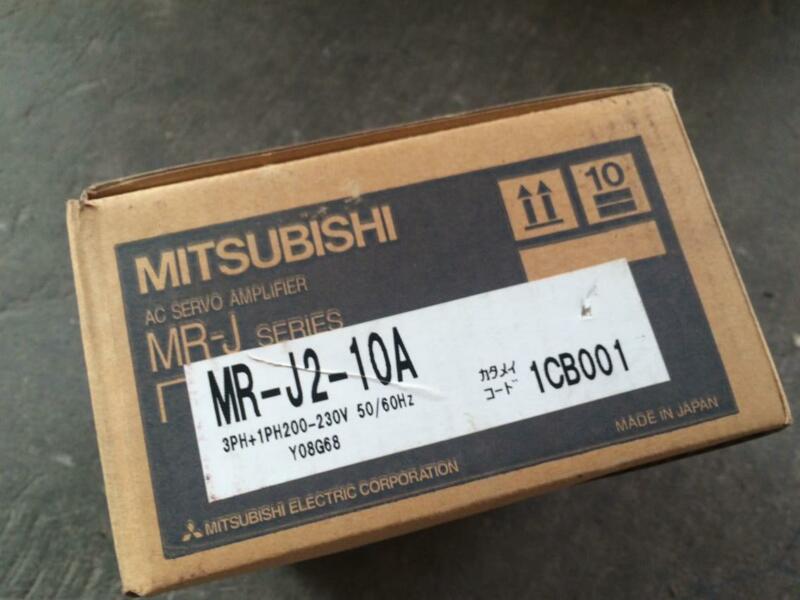 10
MITSUBISHI
AC SERVO AMPLIFIER
MR-J SERIES
MR-J2-10A
3PH+1PH200-230V 50/60Hz
Y08G68
カタメイ
コード
1CB001
MADE IN JAPAN
MITSUBISHI ELECTRIC CORPORATION